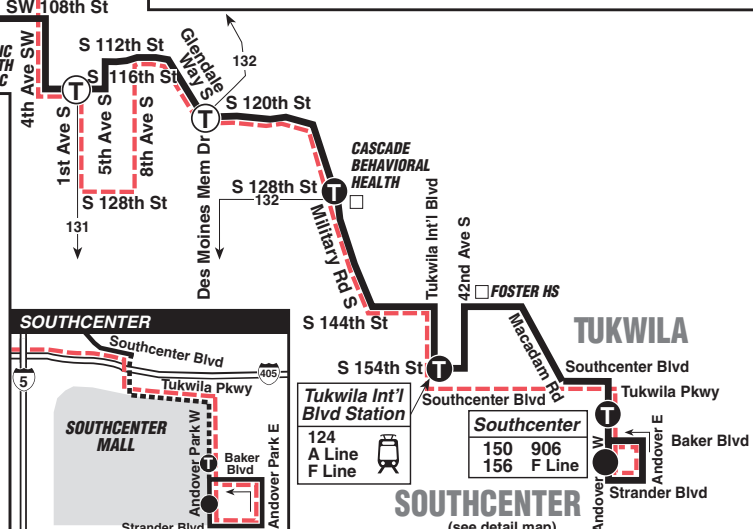 SW 108th St
4th Ave SW
IC
TH
C
S 112th St
S 116th St
Glendale
Way S
132
S 120th St
T
1st Ave S
5th Ave S
8th Ave S
T
S 128th St
131
Des Moines Mem Dr
CASCADE
BEHAVIORAL
HEALTH
S 128th St
132
T
Military Rd S
Tukwila Int'l Blvd
42nd Ave S
FOSTER HS
S 144th St
Macadam Rd
TUKWILA
S 154th St
T
Southcenter Blvd
Southcenter Blvd
Tukwila Pkwy
T
Tukwila Int'l
Blvd Station
124
A Line
F Line
Southcenter
150 906
156 F Line
Andover W
Andover E
Baker Blvd
Strander Blvd
SOUTHCENTER
(see detail map)
SOUTHCENTER
Southcenter Blvd
405
5
Tukwila Pkwy
SOUTHCENTER
MALL
Andover Park W
T
Baker
Blvd
Andover Park E
Strander Blvd